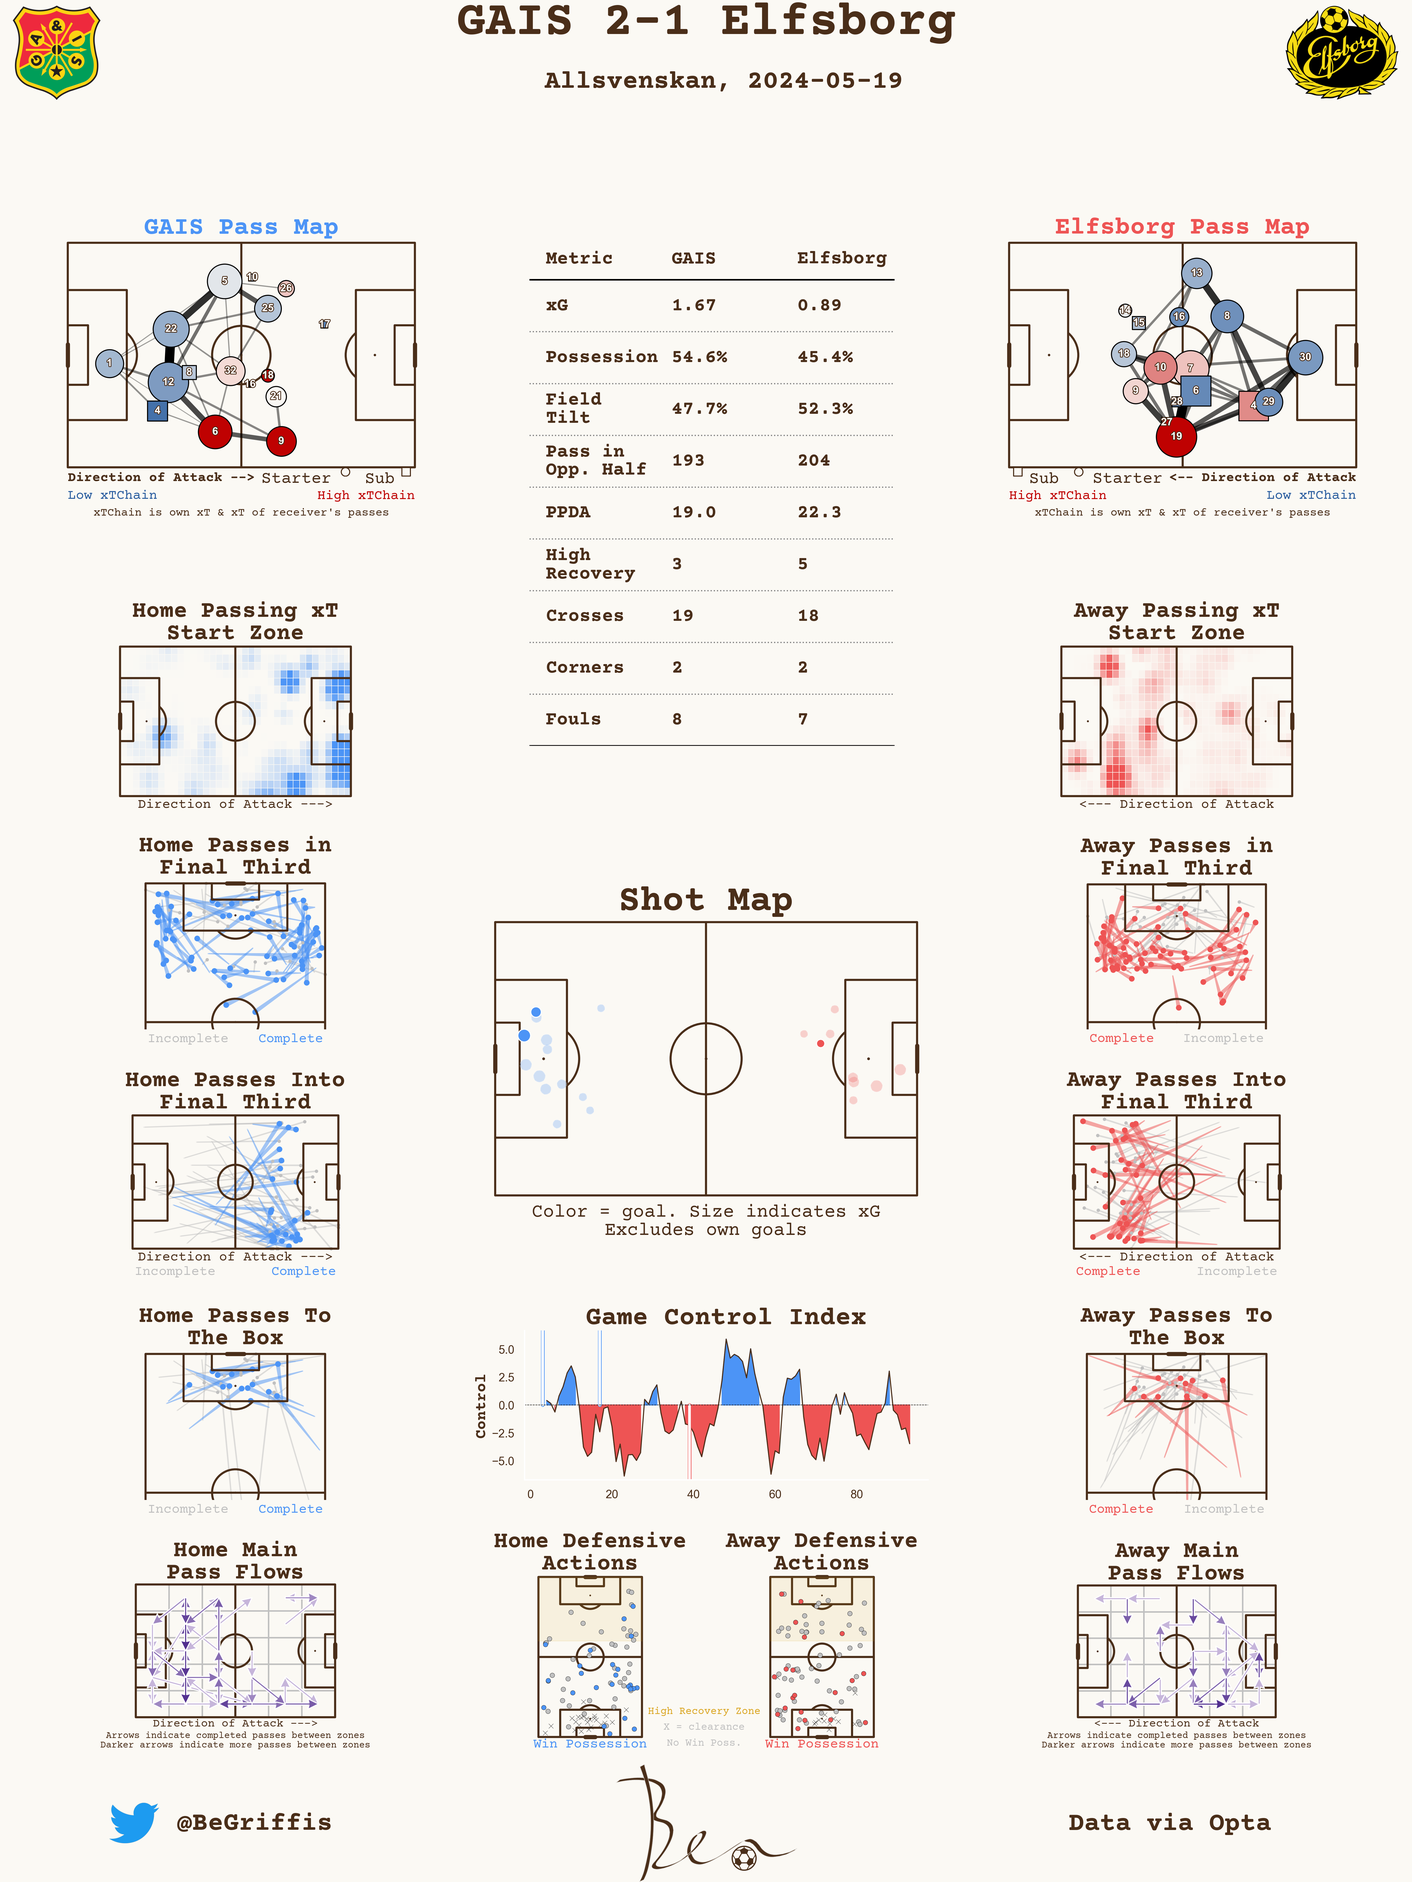 GAIS 2-1 Elfsborg
Allsvenskan, 2024-05-19
GAIS Pass Map
5
10
26
25
22
17
1
8
32
18
12
16
21
4
6
9
Direction of Attack --> Starter Sub
Low xTChain High xTChain
xTChain is own xT & xT of receiver's passes
Metric GAIS Elfsborg
xG 1.67 0.89
Possession 54.6% 45.4%
Field
Tilt 47.7% 52.3%
Pass in
Opp. Half 193 204
PPDA 19.0 22.3
High
Recovery 3 5
Crosses 19 18
Corners 2 2
Fouls 8 7
Elfsborg Pass Map
13
14
15
16
8
18
30
10
7
9
6
28
4
29
27
19
Sub Starter <-- Direction of Attack
High xTChain Low xTChain
xTChain is own xT & xT of receiver's passes
Home Passing xT
Start Zone
Direction of Attack --->
Away Passing xT
Start Zone
<--- Direction of Attack
Home Passes in
Final Third
Incomplete Complete
Away Passes in
Final Third
Complete Incomplete
Shot Map
Color = goal. Size indicates xG
Excludes own goals
Home Passes Into
Final Third
Direction of Attack --->
Incomplete Complete
Away Passes Into
Final Third
<--- Direction of Attack
Complete Incomplete
Home Passes To
The Box
Incomplete Complete
Game Control Index
Control
5.0
2.5
0.0
−2.5
−5.0
0 20 40 60 80
Away Passes To
The Box
Complete Incomplete
Home Main
Pass Flows
Direction of Attack --->
Arrows indicate completed passes between zones
Darker arrows indicate more passes between zones
Home Defensive
Actions
Win Possession
High Recovery Zone
X = clearance
No Win Poss.
Away Defensive
Actions
Win Possession
Away Main
Pass Flows
<--- Direction of Attack
Arrows indicate completed passes between zones
Darker arrows indicate more passes between zones
@BeGriffis
Data via Opta
Elfsborg
G A I S